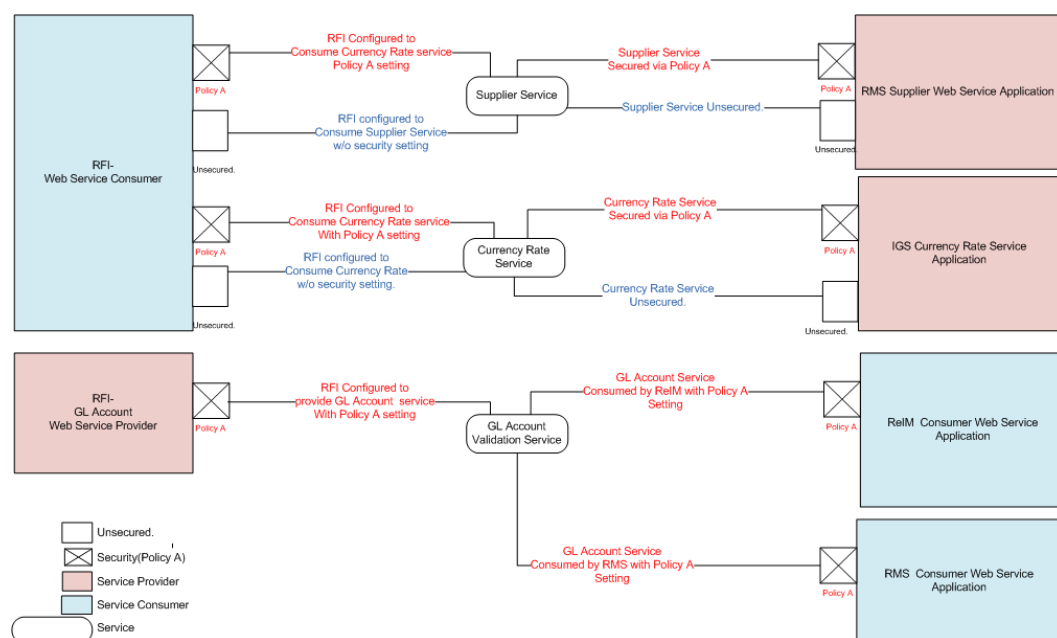 RFI Configured to
Consume Currency Rate service
Policy A setting
Policy A
Supplier Service
Secured via Policy A
Policy A
Supplier Service
RMS Supplier Web Service Application
RFI configured to
Consume Supplier Service
w/o security setting
Supplier Service Unsecured.
Unsecured.
Unsecured.
RFI-
Web Service Consumer
RFI Configured to
Consume Currency Rate service
With Policy A setting
Policy A
Currency Rate Service
Secured via Policy A
Policy A
Currency Rate
Service
IGS Currency Rate Service
Application
RFI configured to
Consume Currency Rate
w/o security setting.
Currency Rate Service
Unsecured.
Unsecured.
Unsecured.
RFI-
GL Account
Web Service Provider
RFI Configured to
provide GL Account service
With Policy A setting
Policy A
GL Account Service
Consumed by ReIM with Policy A
Setting
Policy A
GL Account
Validation Service
ReIM Consumer Web Service
Application
GL Account Service
Consumed by RMS with Policy A
Setting
Policy A
RMS Consumer Web Service
Application
Unsecured.
Security(Policy A)
Service Provider
Service Consumer
Service